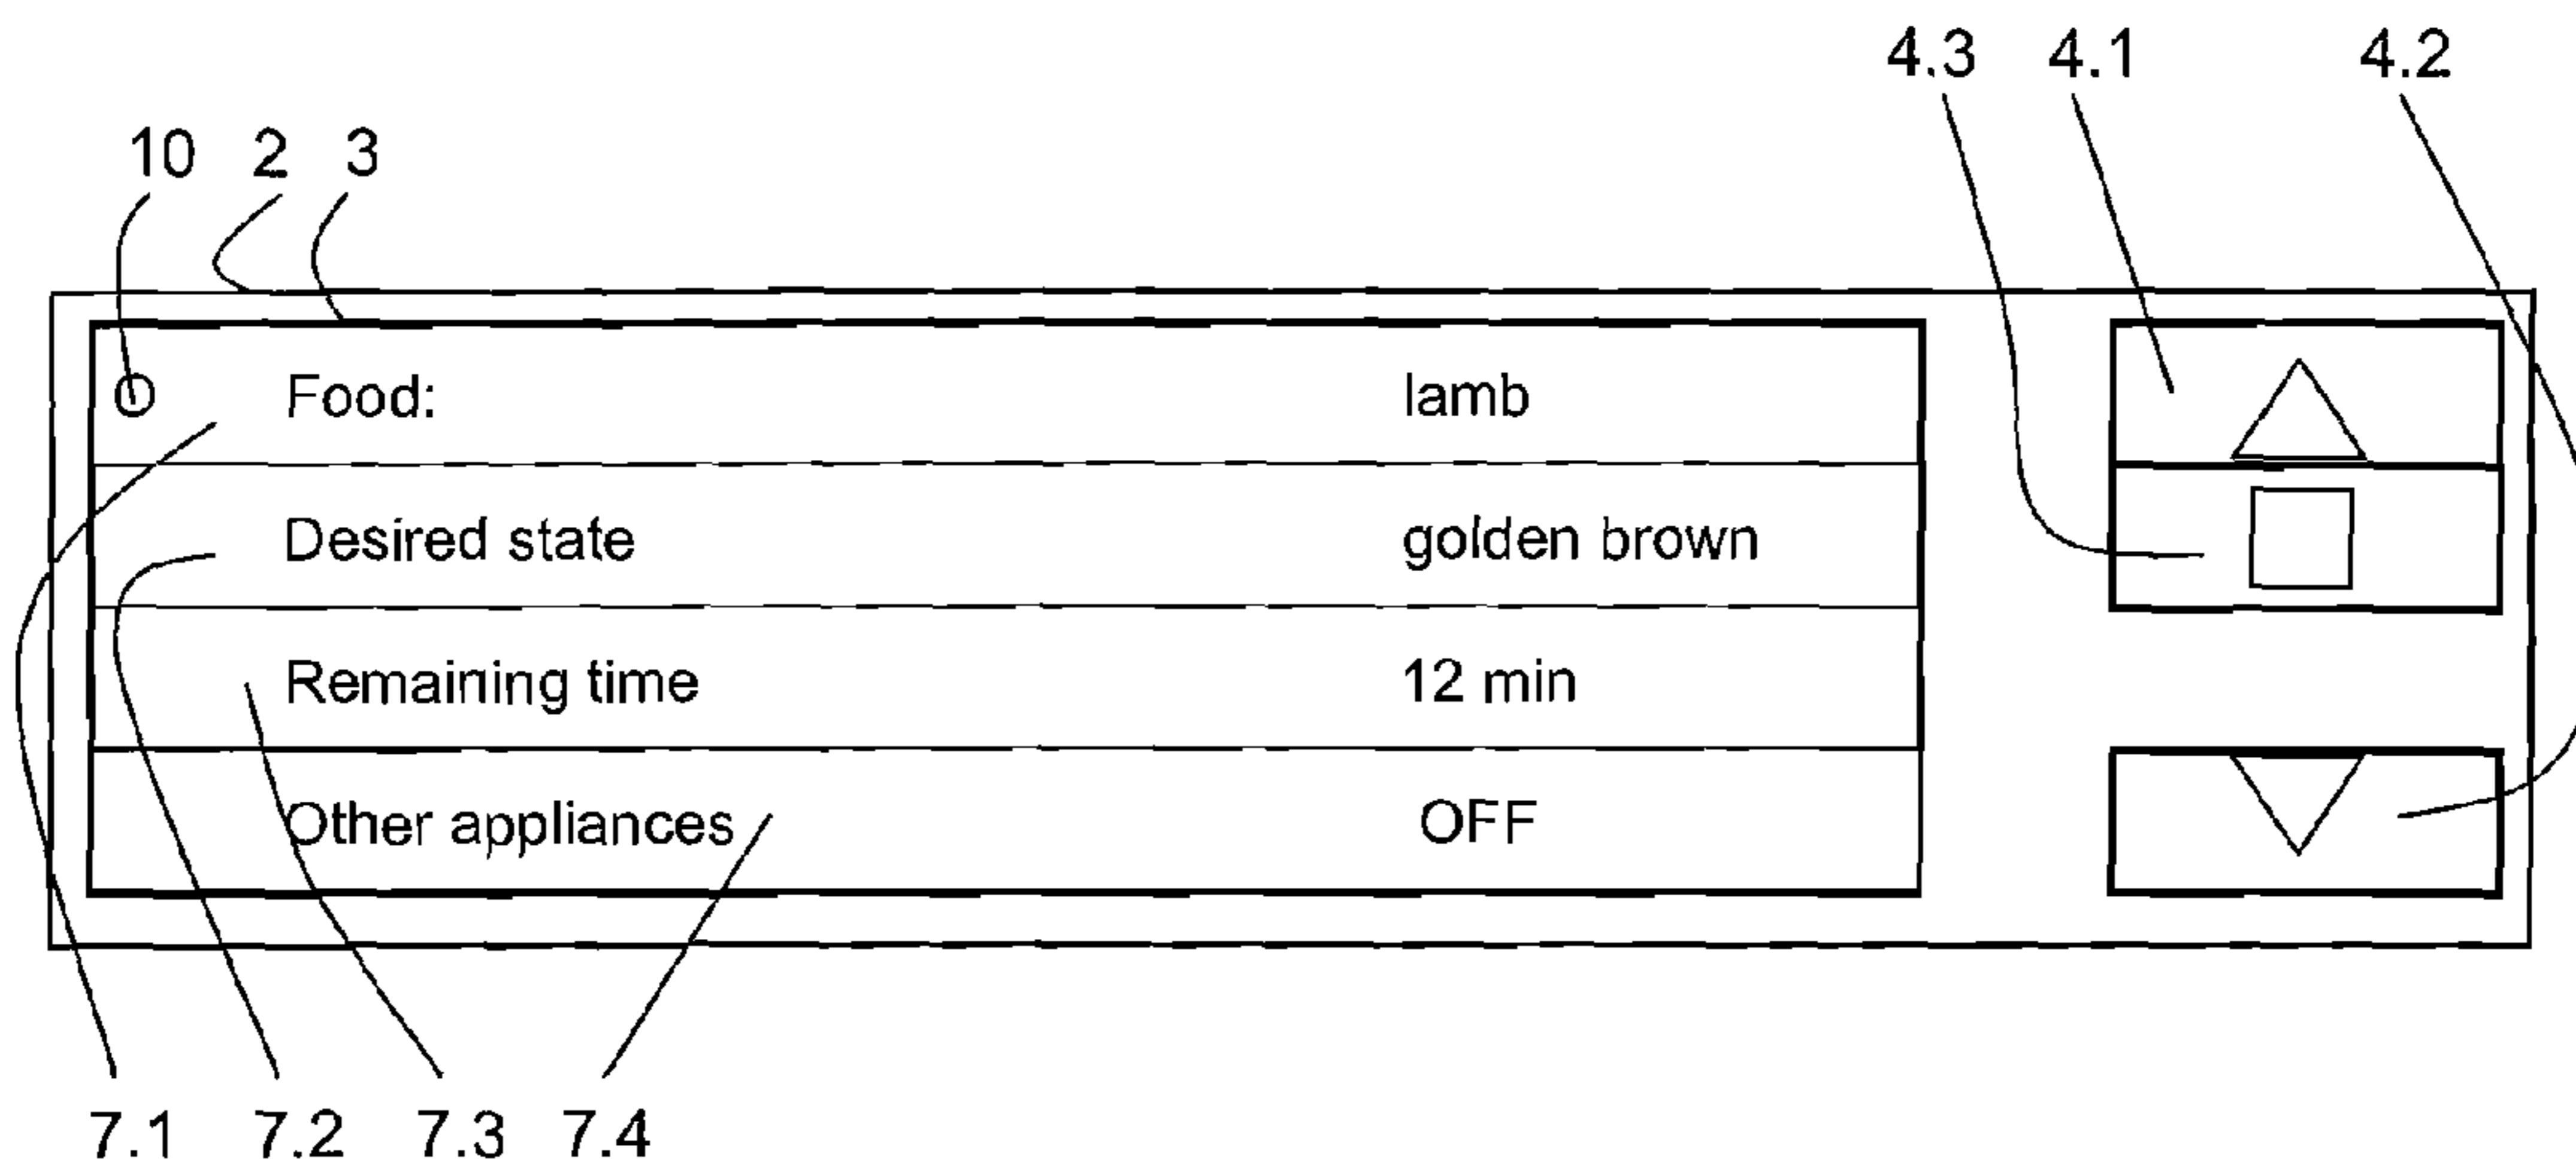 4.3 4.1 4.2
10 2 3
Food: lamb
Desired state golden brown
Remaining time 12 min
Other appliances OFF
7.1 7.2 7.3 7.4